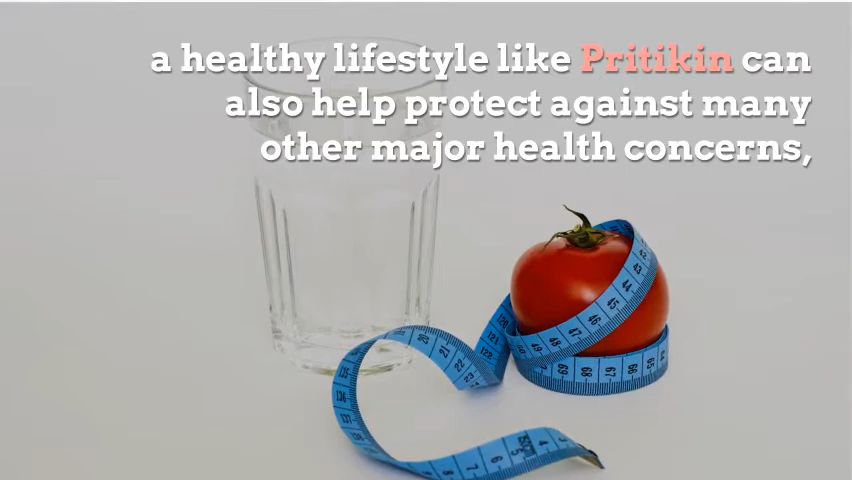 a healthy lifestyle like Pritikin can
also help protect against many
other major health concerns,